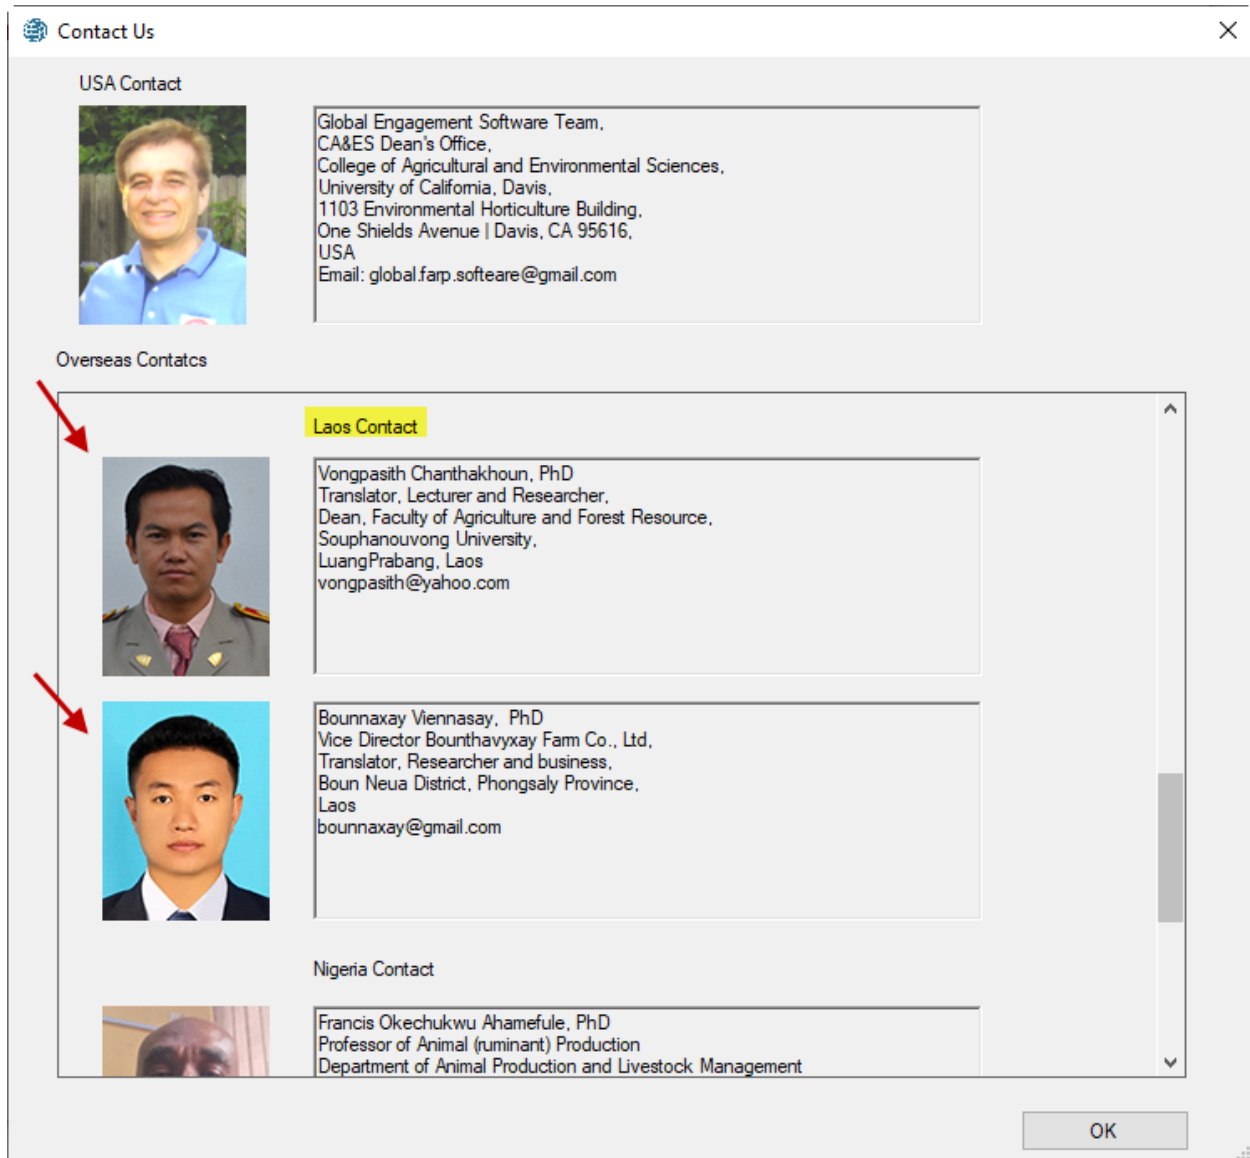 Contact Us
USA Contact
Global Engagement Software Team,
CA&ES Dean's Office,
College of Agricultural and Environmental Sciences,
University of California, Davis,
1103 Environmental Horticulture Building,
One Shields Avenue | Davis, CA 95616,
USA
Email: global.farp.softeare@gmail.com
Overseas Contatcs
Laos Contact
Vongpasith Chanthakhoun, PhD
Translator, Lecturer and Researcher,
Dean, Faculty of Agriculture and Forest Resource,
Souphanouvong University,
LuangPrabang, Laos
vongpasith@yahoo.com
Bounnaxay Viennasay,  PhD
Vice Director Bounthavyxay Farm Co., Ltd,
Translator, Researcher and business,
Boun Neua District, Phongsaly Province,
Laos
bounnaxay@gmail.com
Nigeria Contact
Francis Okechukwu Ahamefule, PhD
Professor of Animal (ruminant) Production
Department of Animal Production and Livestock Management
OK